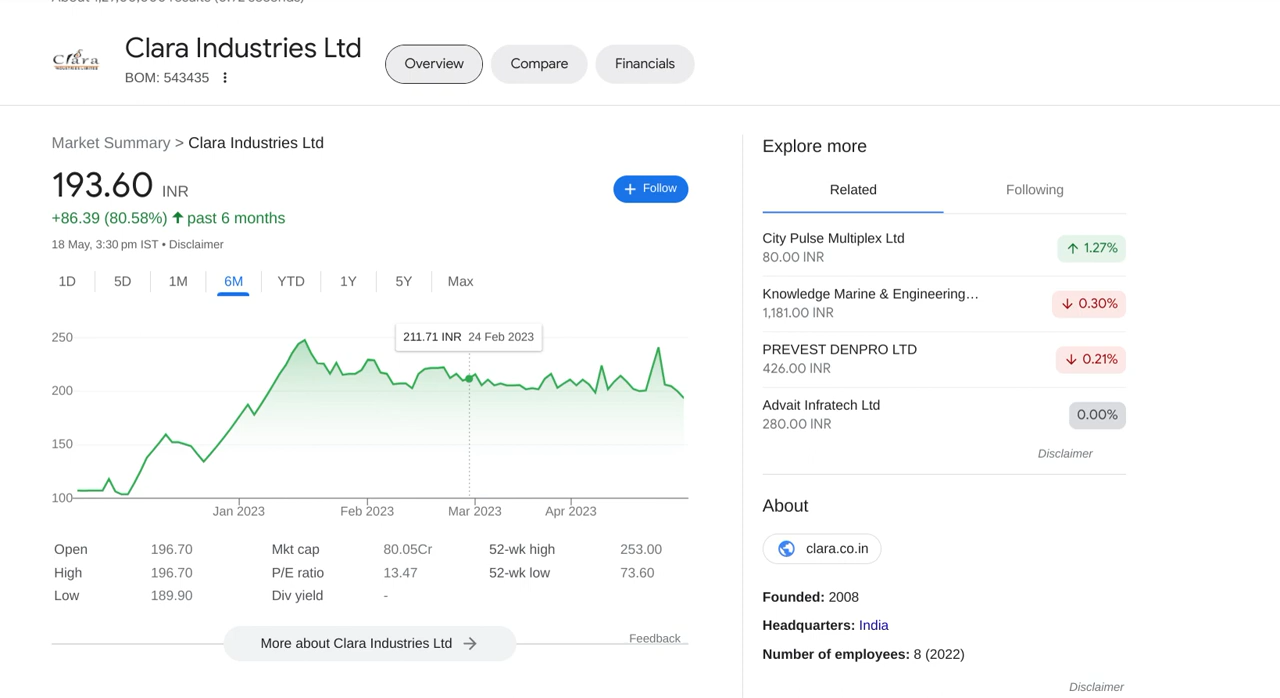 Clara
INDUSTRIES LIMITED
Clara Industries Ltd
BOM: 543435
Overview
Compare
Financials
Market Summary > Clara Industries Ltd
193.60 INR
+86.39 (80.58%) ↑ past 6 months
18 May, 3:30 pm IST • Disclaimer
+ Follow
1D 5D 1M 6M YTD 1Y 5Y Max
211.71 INR 24 Feb 2023
250
200
150
100
Jan 2023 Feb 2023 Mar 2023 Apr 2023
Open 196.70 Mkt cap 80.05Cr 52-wk high 253.00
High 196.70 P/E ratio 13.47 52-wk low 73.60
Low 189.90 Div yield -
More about Clara Industries Ltd →
Feedback
Explore more
Related Following
City Pulse Multiplex Ltd
80.00 INR
↑ 1.27%
Knowledge Marine & Engineering…
1,181.00 INR
↓ 0.30%
PREVEST DENPRO LTD
426.00 INR
↓ 0.21%
Advait Infratech Ltd
280.00 INR
0.00%
Disclaimer
About
clara.co.in
Founded: 2008
Headquarters: India
Number of employees: 8 (2022)
Disclaimer